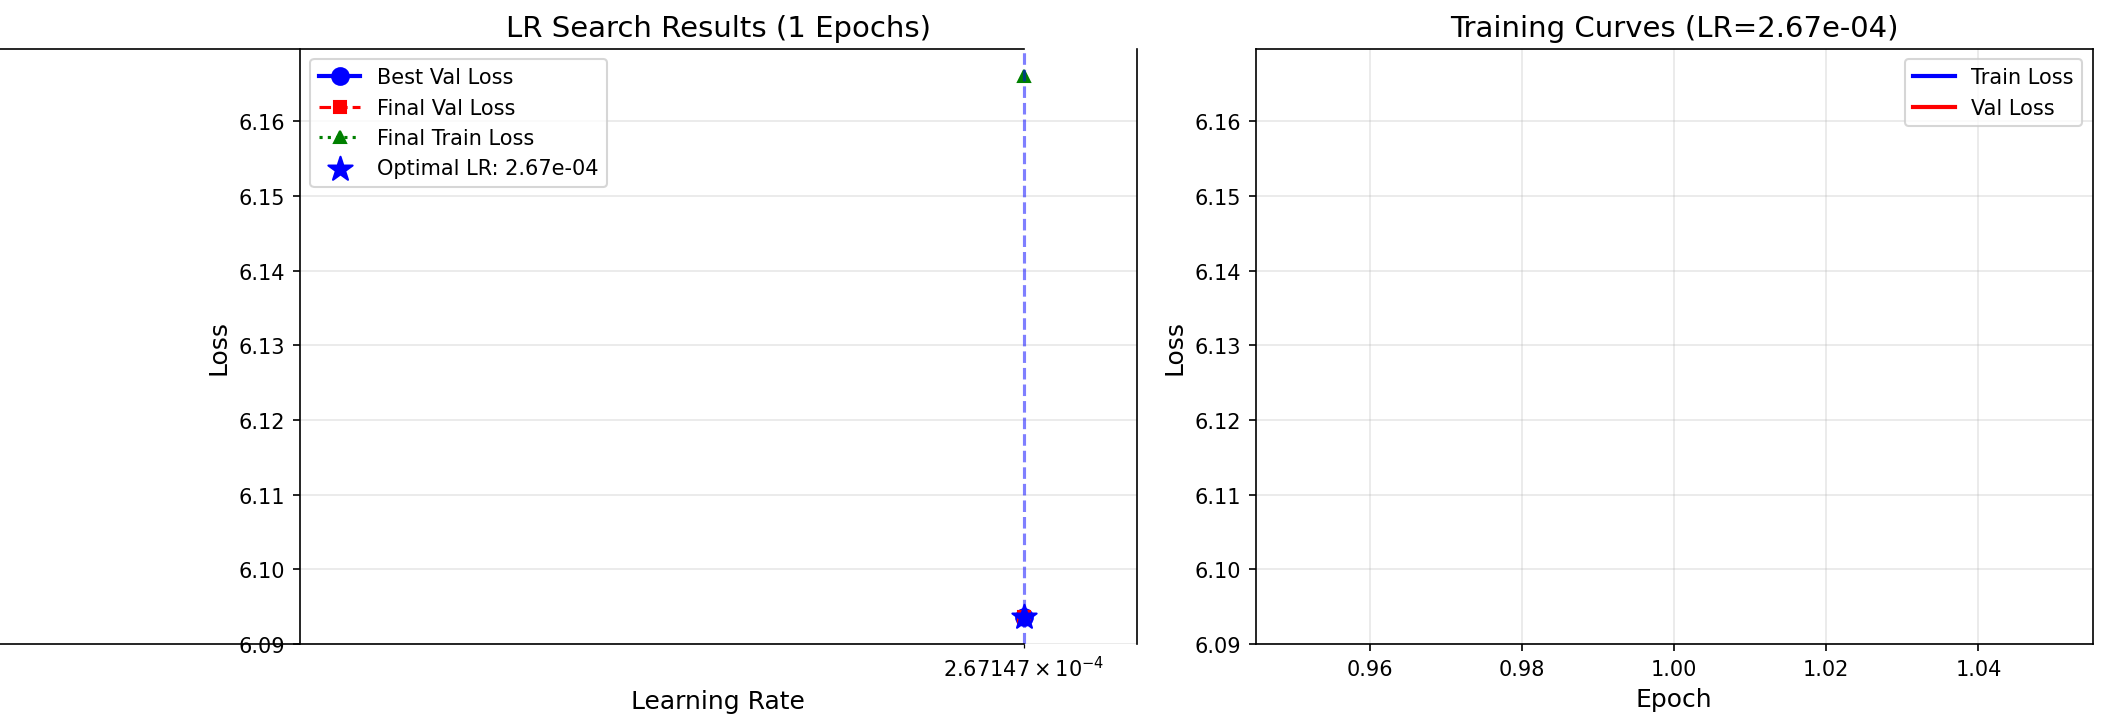 LR Search Results (1 Epochs)
Best Val Loss
Final Val Loss
Final Train Loss
Optimal LR: 2.67e-04
6.16
6.15
6.14
6.13
6.12
6.11
6.10
6.09
Loss
2.67147 × 10⁻⁴
Learning Rate
Training Curves (LR=2.67e-04)
Train Loss
Val Loss
6.16
6.15
6.14
6.13
6.12
6.11
6.10
6.09
Loss
0.96 0.98 1.00 1.02 1.04
Epoch